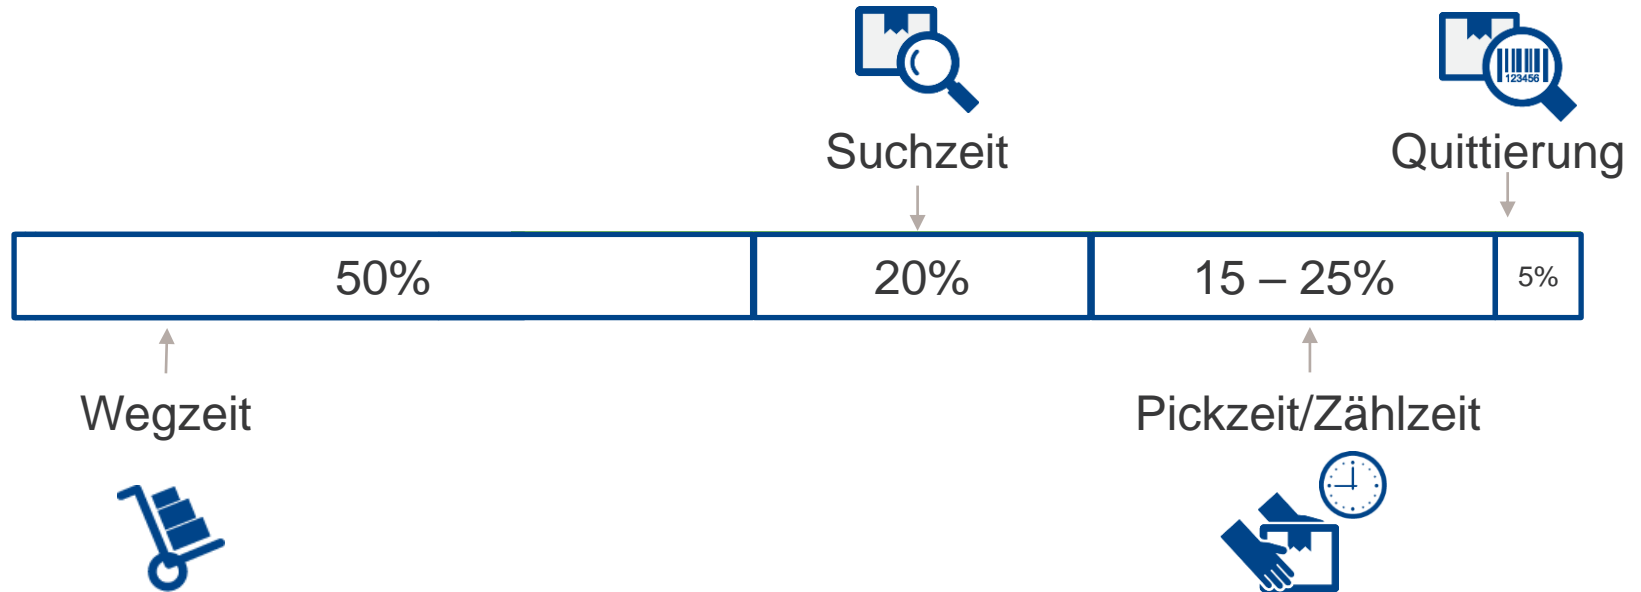 123456
Suchzeit
Quittierung
50%
20%
15 – 25%
5%
Wegzeit
Pickzeit/Zählzeit